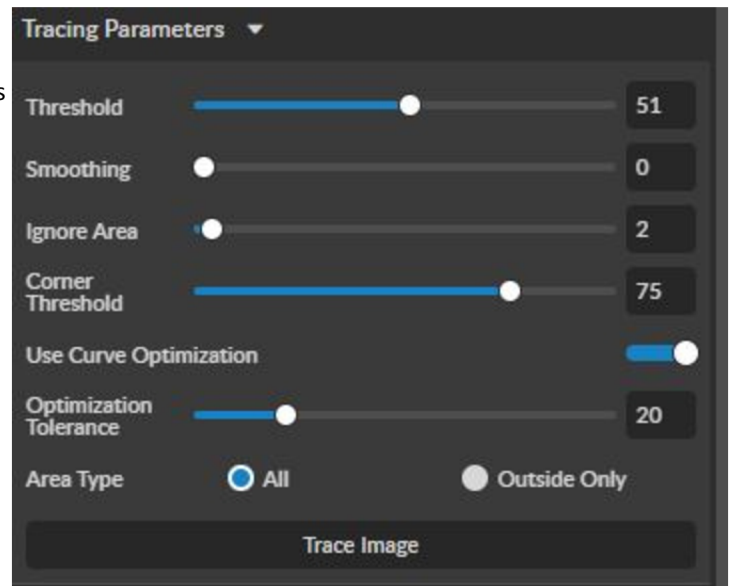 Tracing Parameters
s
Threshold 51
Smoothing 0
Ignore Area 2
Corner
Threshold 75
Use Curve Optimization
Optimization
Tolerance 20
Area Type All Outside Only
Trace Image